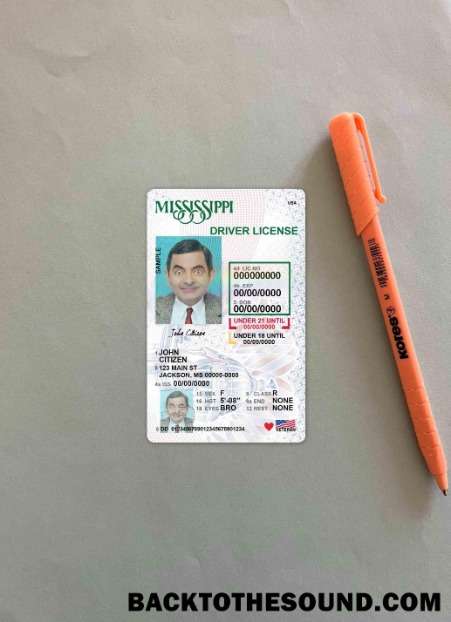 MISSISSIPPI
USA
DRIVER LICENSE
SAMPLE
4d LIC.NO
000000000
4b EXP
00/00/0000
3 DOB
00/00/0000
UNDER 21 UNTIL
00/00/0000
UNDER 18 UNTIL
00/00/0000
John Citizen
1 JOHN
CITIZEN
8 123 MAIN ST
JACKSON, MS 00000-0000
4a ISS 00/00/0000
15 SEX F
9 CLASS R
16 HGT 5'-08"
9a END NONE
18 EYES BRO
12 REST NONE
5 DD
VETERAN
Kores
BACKTOTHESOUND.COM